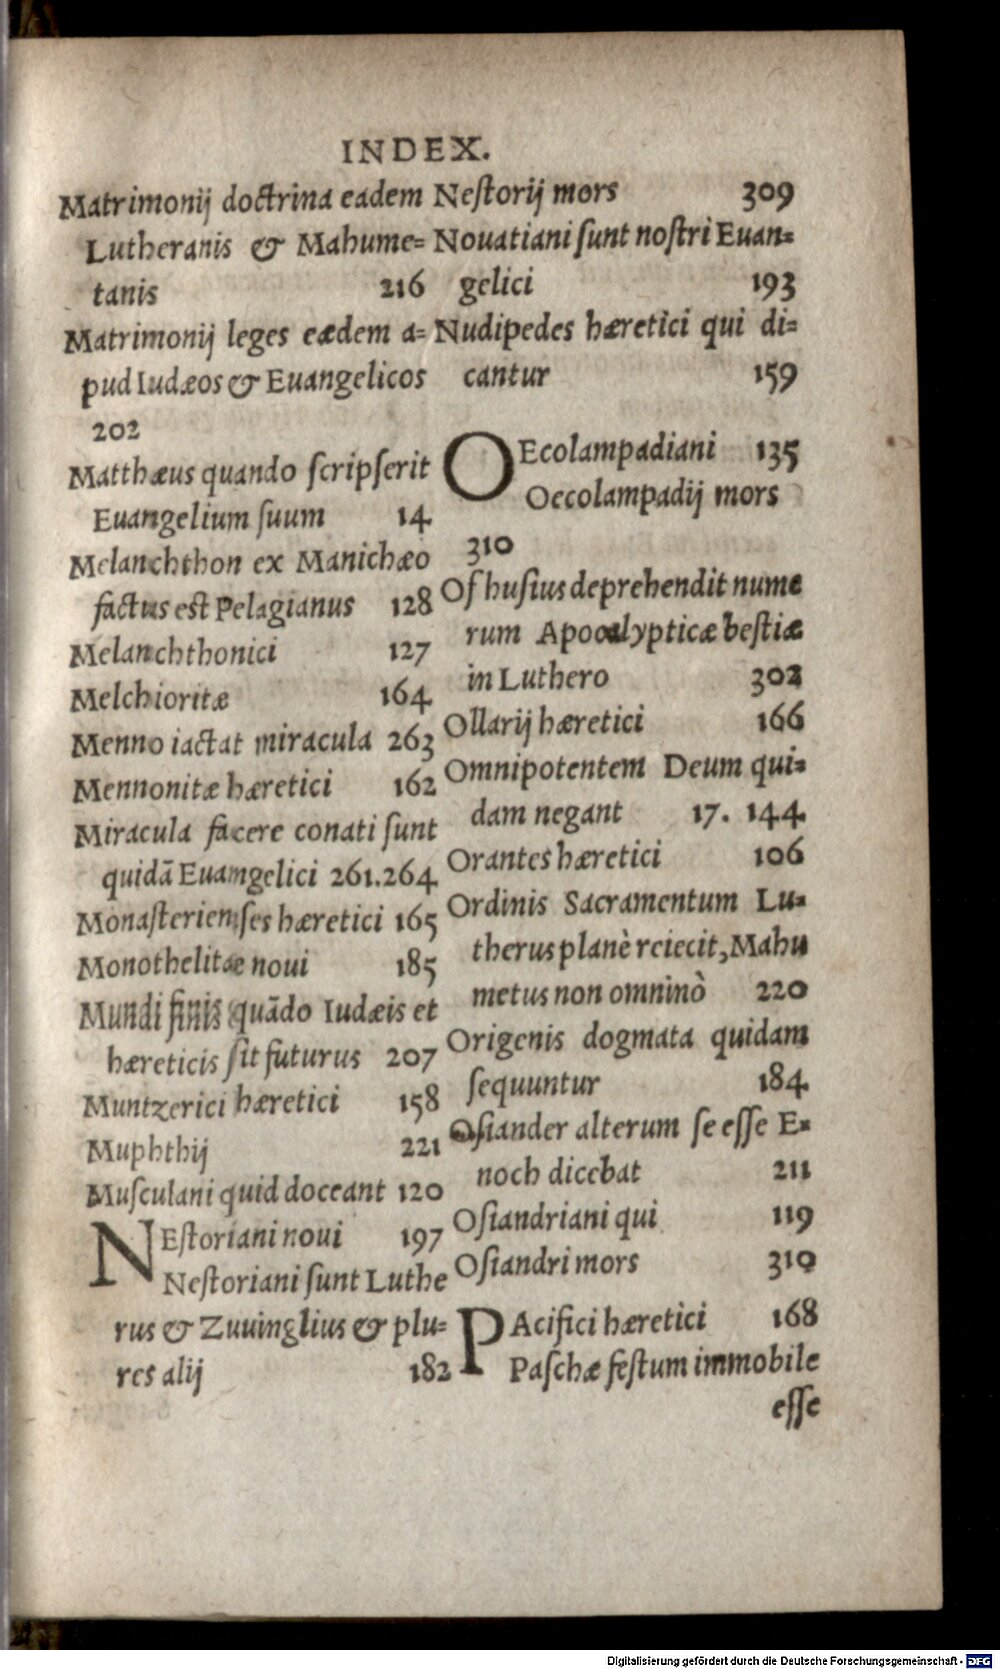 INDEX.
Matrimonij doctrina eadem
Lutheranis & Mahume=
tanis 216
Matrimonij leges eædem a=
pud Iudæos & Euangelicos
202
Matthæus quando scripserit
Euangelium suum 14
Melanchthon ex Manichæo
factus est Pelagianus 128
Melanchthonici 127
Melchioritæ 164
Menno iactat miracula 263
Mennonitæ hæretici 162
Miracula facere conati sunt
quidã Euangelici 261.264
Monasterienses hæretici 165
Monothelitæ noui 185
Mundi finis quãdo Iudæis et
hæreticis sit futurus 207
Muntzerici hæretici 158
Muphthij 221
Musculani quid doceant 120
NEstoriani noui 197
Nestoriani sunt Luthe
rus & Zuuinglius & plu=
res alij 182
Nestorij mors 309
Nouatiani sunt nostri Euan=
gelici 193
Nudipedes hæretici qui di=
cantur 159
OEcolampadiani 135
Oecolampadij mors
310
Of husius deprehendit nume
rum Apocalypticæ bestiæ
in Luthero 302
Ollarij hæretici 166
Omnipotentem Deum qui=
dam negant 17. 144
Orantes hæretici 106
Ordinis Sacramentum Lu=
therus planè reiecit, Mahu
metus non omninò 220
Origenis dogmata quidam
sequuntur 184
Osiander alterum se esse E=
noch dicebat 211
Osiandriani qui 119
Osiandri mors 310
PAcifici hæretici 168
Paschæ festum immobile
esse
Digitalisierung gefördert durch die Deutsche Forschungsgemeinschaft - DFG